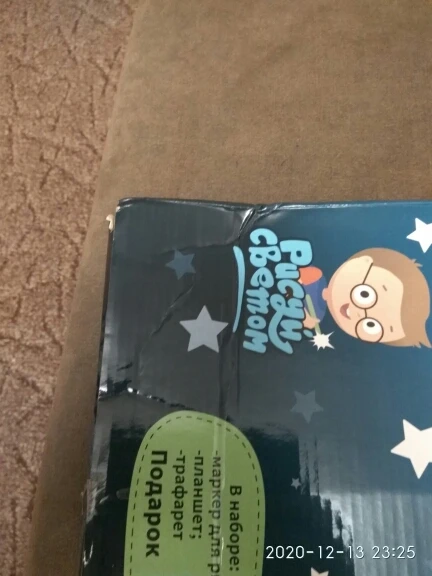 Рисуй
светом
В наборе:
-маркер для р
-планшет;
-трафарет
Подарок
2020-12-13 23:25